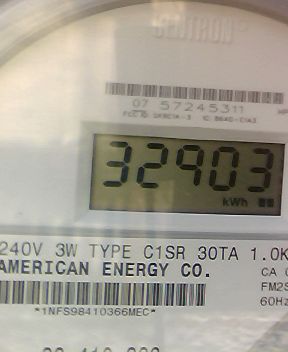 CENTRON
07 57245311
32903
kWh
240V 3W TYPE C1SR 30TA 1.0K
AMERICAN ENERGY CO.
CA
FM2S
60Hz
*1NFS98410366MEC*